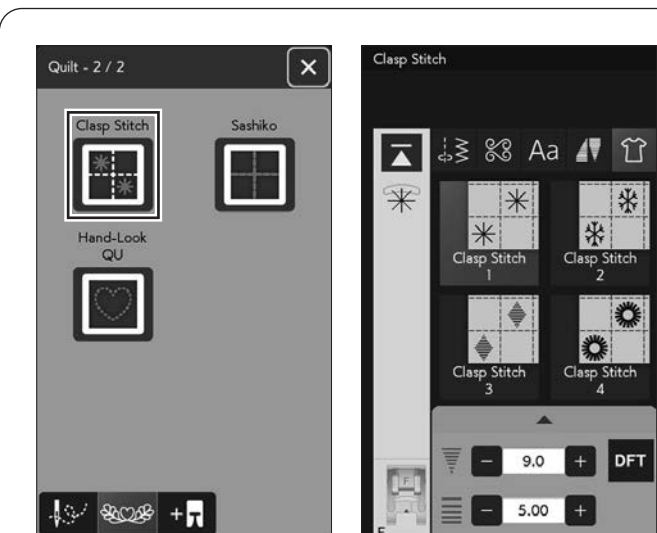 Quilt - 2 / 2
Clasp Stitch
Sashiko
Hand-Look
QU
Clasp Stitch
Aa
Clasp Stitch
1
Clasp Stitch
2
Clasp Stitch
3
Clasp Stitch
4
9.0
DFT
5.00
F
F